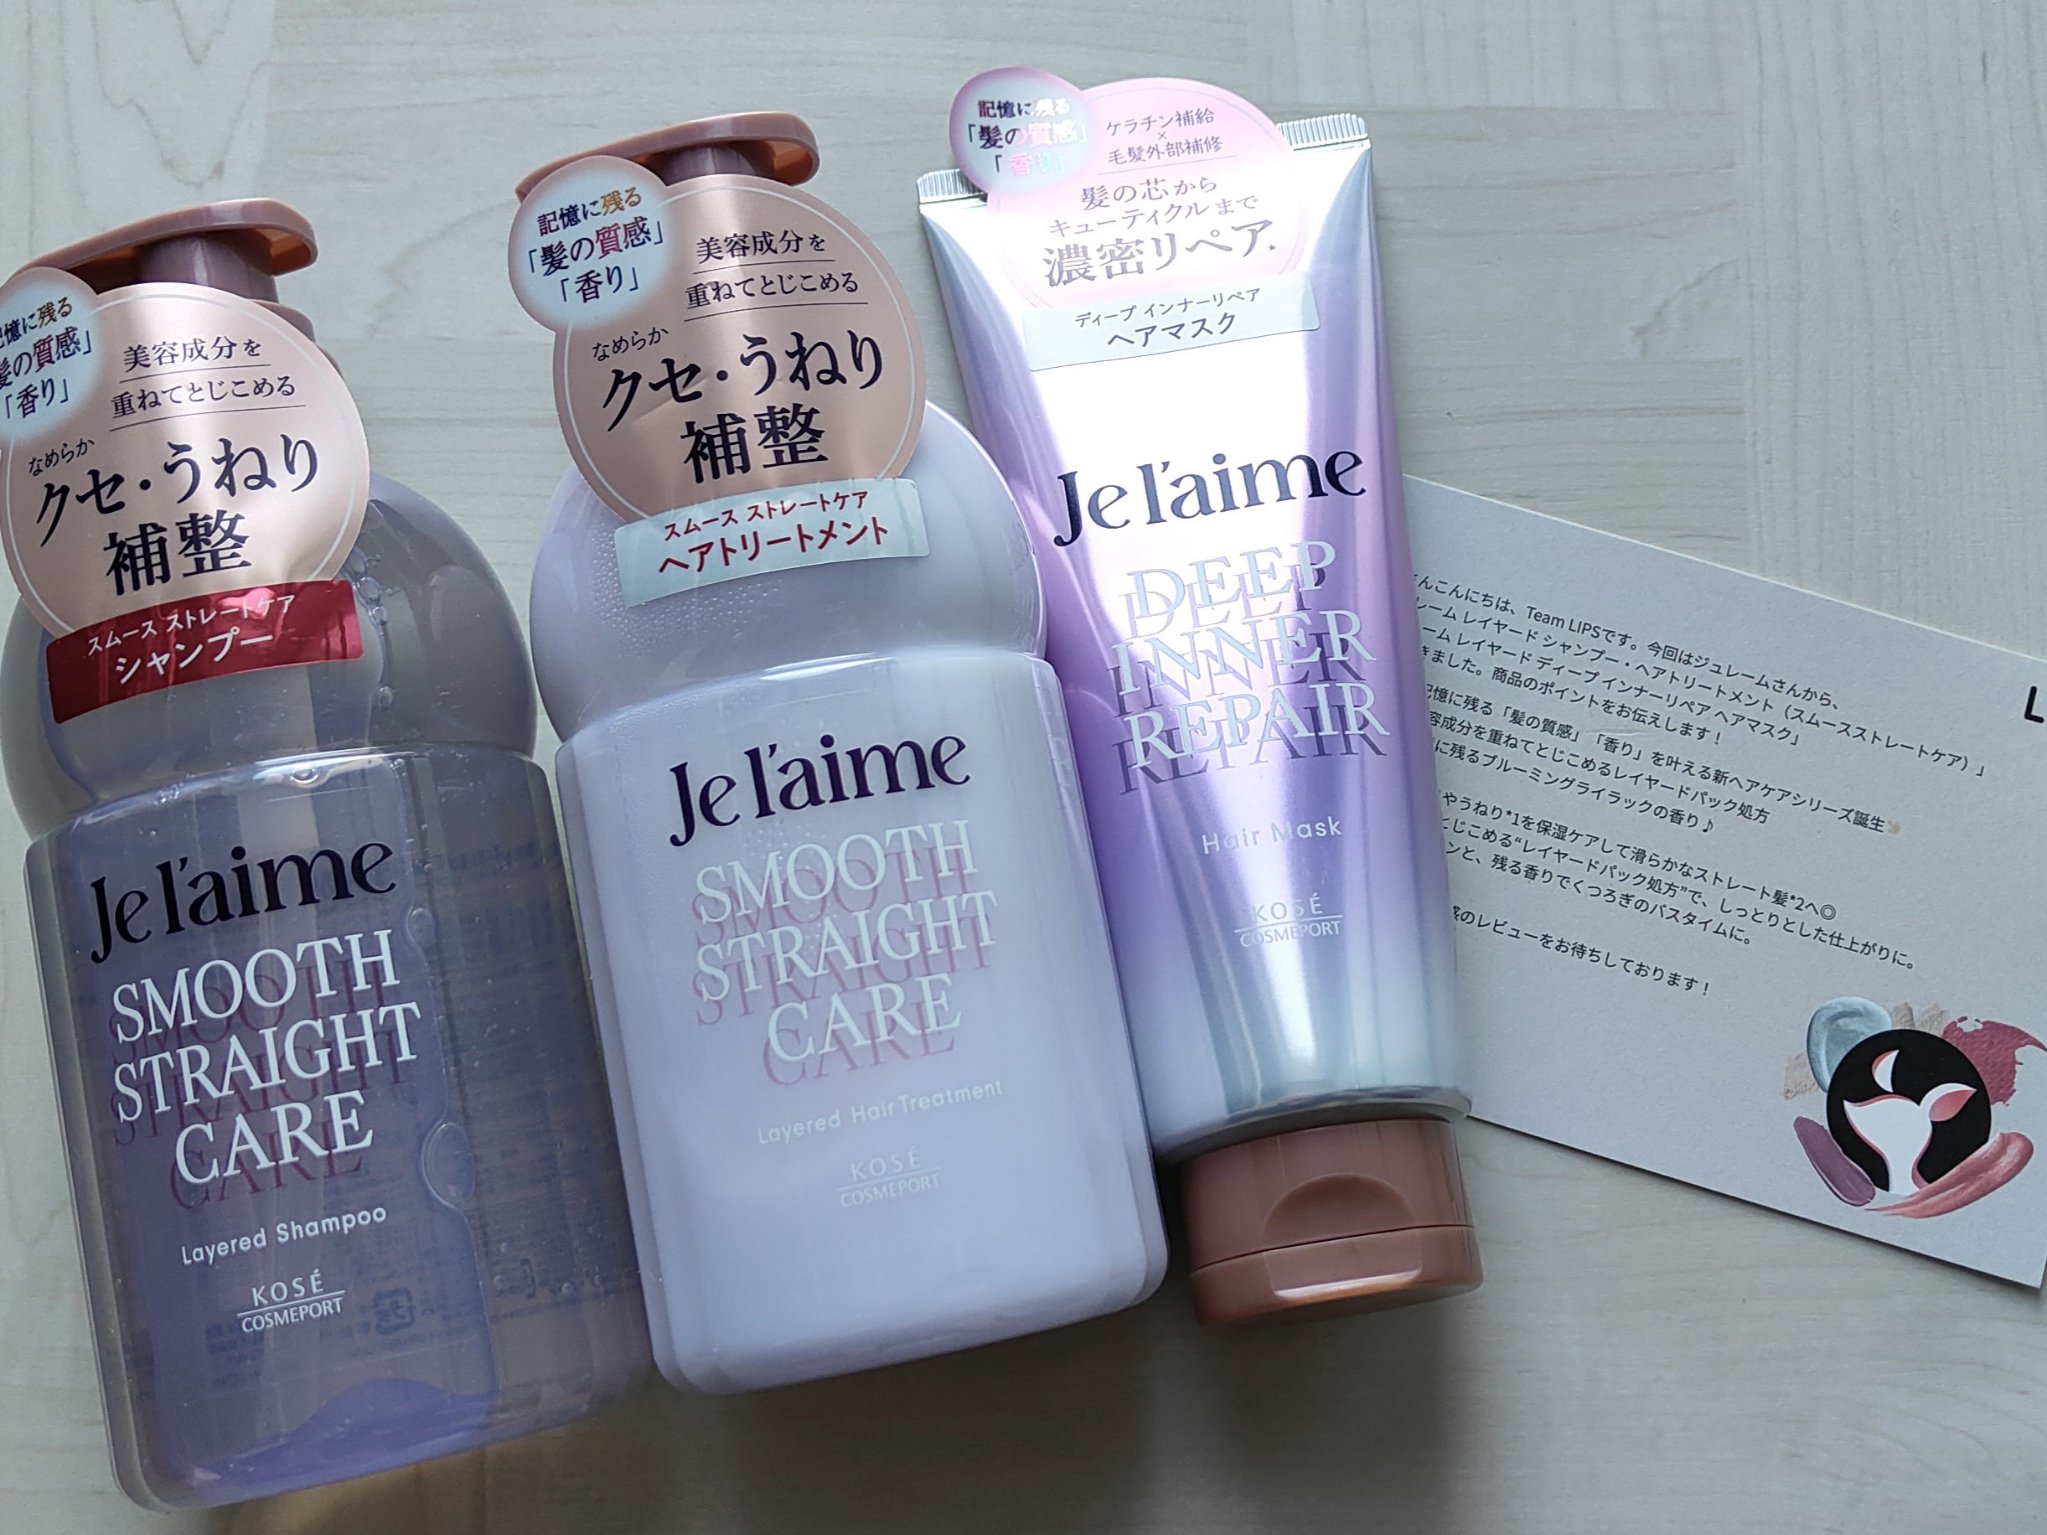 記憶に残る
髪の質感」
「香り」
美容成分を
重ねてとじこめる
なめらか
クセ・うねり
補整
スムース ストレートケア
シャンプー
Je l'aime
SMOOTH
STRAIGHT
CARE
Layered Shampoo
KOSÉ
COSMEPORT
記憶に残る
「髪の質感」
「香り」
美容成分を
重ねてとじこめる
なめらか
クセ・うねり
補整
スムース ストレートケア
ヘアトリートメント
Je l'aime
SMOOTH
STRAIGHT
CARE
Layered Hair Treatment
KOSÉ
COSMEPORT
記憶に残る
「髪の質感」
「香り」
ケラチン補給
×
毛髪外部補修
髪の芯から
キューティクルまで
濃密リペア*
ディープ インナーリペア
ヘアマスク
Je l'aime
DEEP
INNER
REPAIR
Hair Mask
KOSÉ
COSMEPORT
L
さんこんにちは、Team LIPSです。今回はジュレームさんから、
レーム レイヤード シャンプー・ヘアトリートメント（スムースストレートケア）」
ーム レイヤード ディープ インナーリペア ヘアマスク」
きました。商品のポイントをお伝えします！
記憶に残る「髪の質感」「香り」を叶える新ヘアケアシリーズ誕生
容成分を重ねてとじこめるレイヤードパック処方
に残るブルーミングライラックの香り♪
やうねり*1を保湿ケアして滑らかなストレート髪*2へ◎
とじこめる“レイヤードパック処方”で、しっとりとした仕上がりに。
ンと、残る香りでくつろぎのバスタイムに。
感のレビューをお待ちしております！